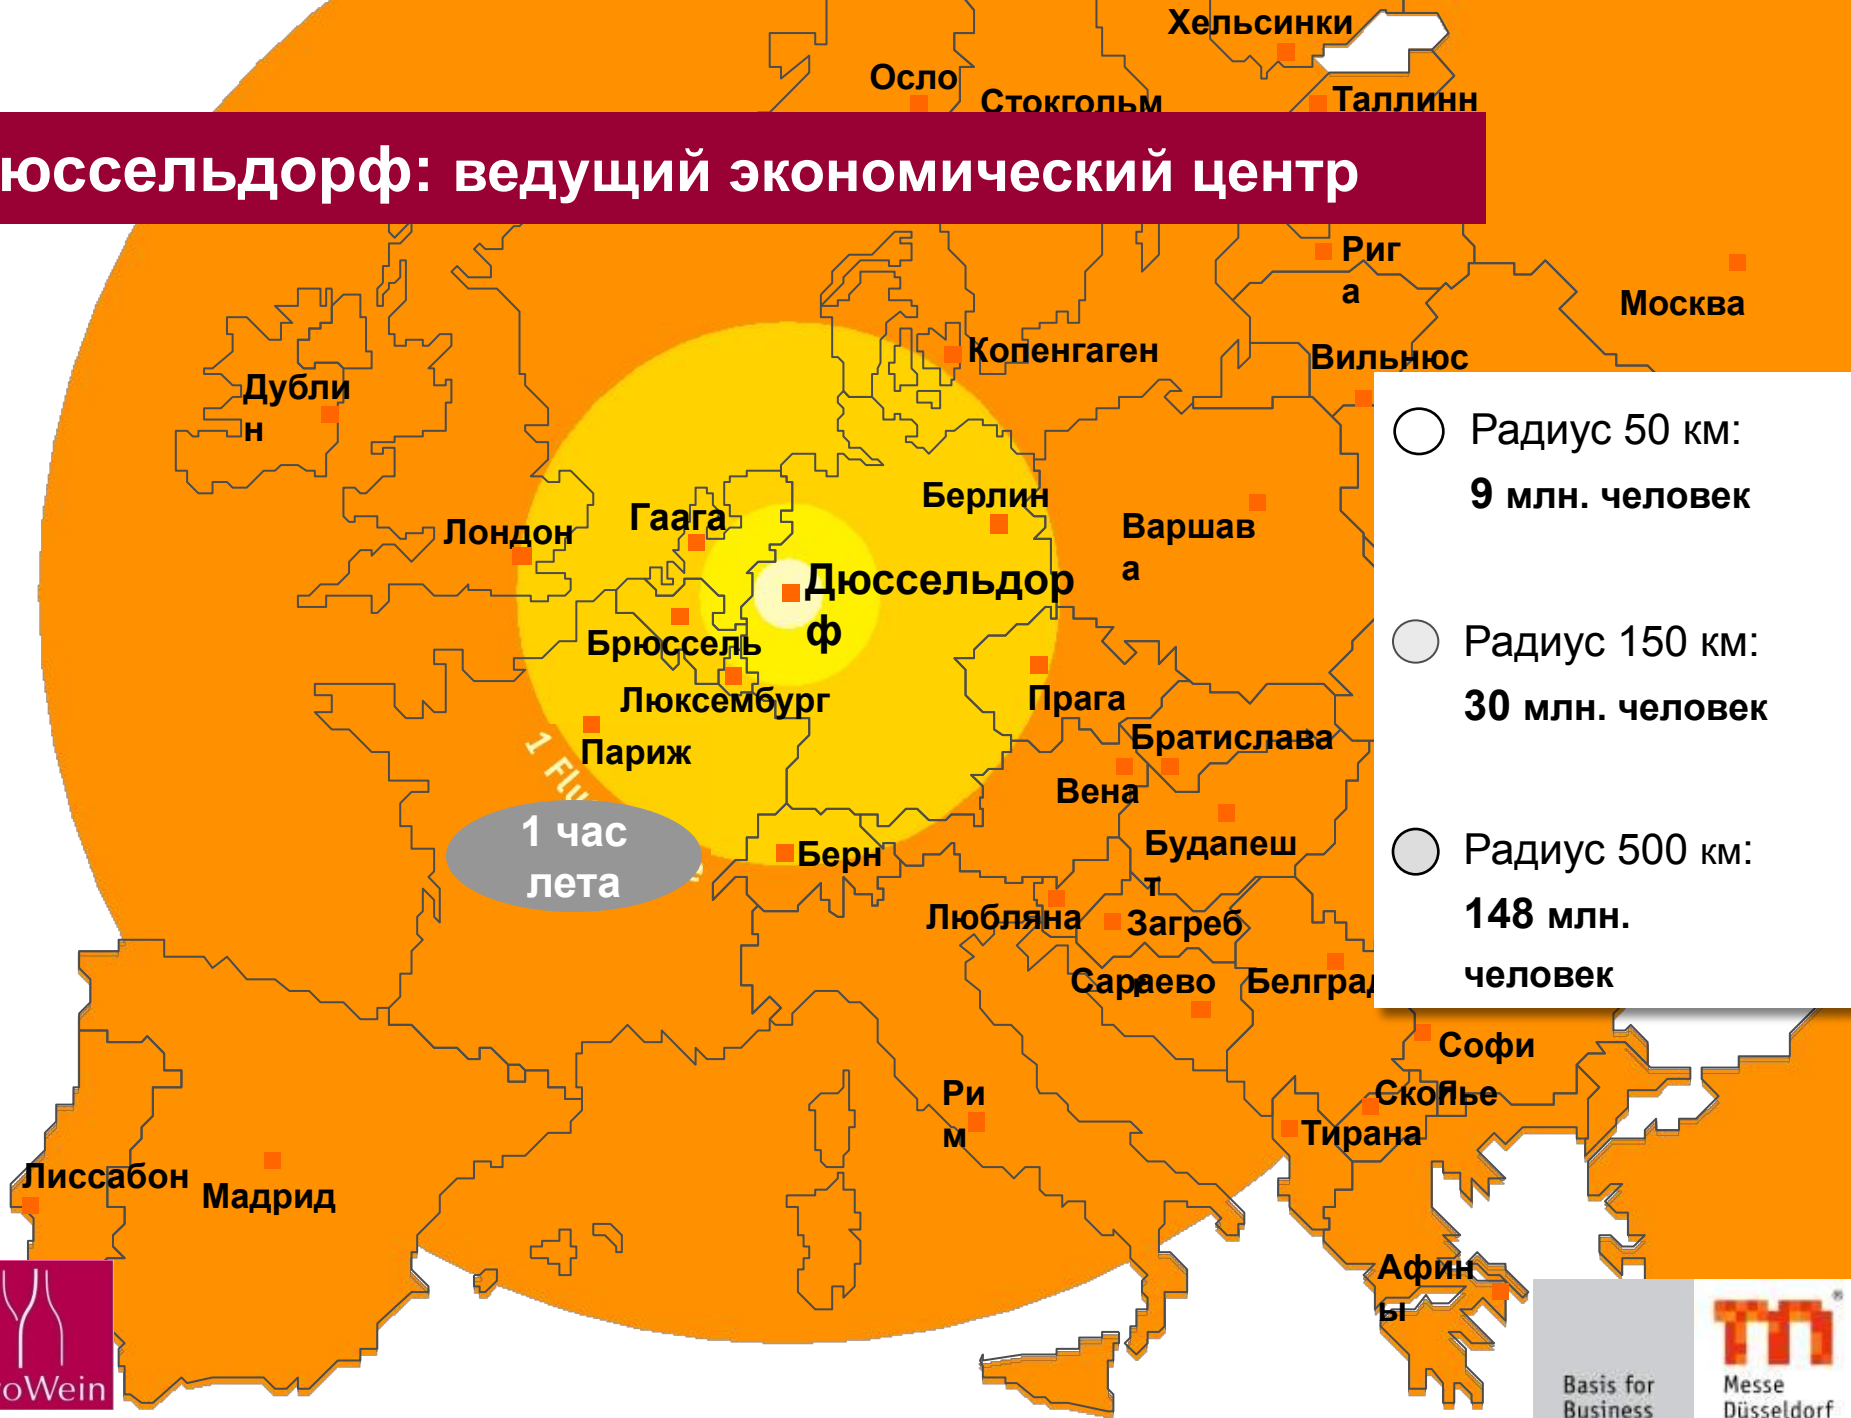 Хельсинки
Осло
Стокгольм
Таллинн
юссельдорф: ведущий экономический центр
Риг
а
Москва
Копенгаген
Вильнюс
Дубли
н
Радиус 50 км:
9 млн. человек
Берлин
Гаага
Лондон
Варшав
а
Дюссельдор
ф
Брюссель
Радиус 150 км:
30 млн. человек
Люксембург
Прага
Париж
Братислава
1 Flu
Вена
1 час
лета
Берн
Будапеш
т
Радиус 500 км:
148 млн.
человек
Любляна
Загреб
Сараево
Белград
Софи
я
Скопье
Рим
Тирана
Лиссабон
Мадрид
Афин
ы
oWein
Basis for
Business
Messe
Düsseldorf
®